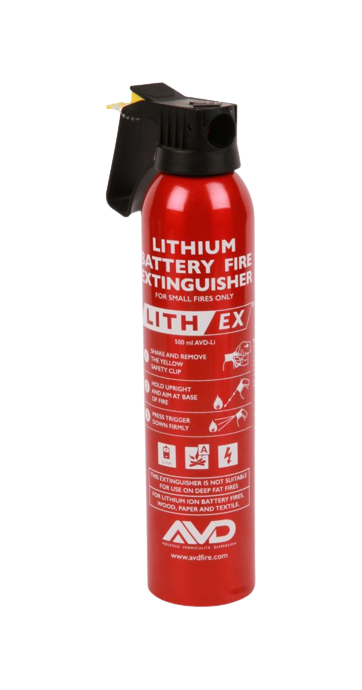 LITHIUM
BATTERY FIRE
EXTINGUISHER
FOR SMALL FIRES ONLY
LITH EX
500 ml AVD-Li
SHAKE AND REMOVE
THE YELLOW
SAFETY CLIP
HOLD UPRIGHT
AND AIM AT BASE
OF FIRE
PRESS TRIGGER
DOWN FIRMLY
A
THIS EXTINGUISHER IS NOT SUITABLE
FOR USE ON DEEP FAT FIRES
FOR LITHIUM ION BATTERY FIRES,
WOOD, PAPER AND TEXTILE.
AVD
AQUEOUS VERMICULITE DISPERSION
www.avdfire.com